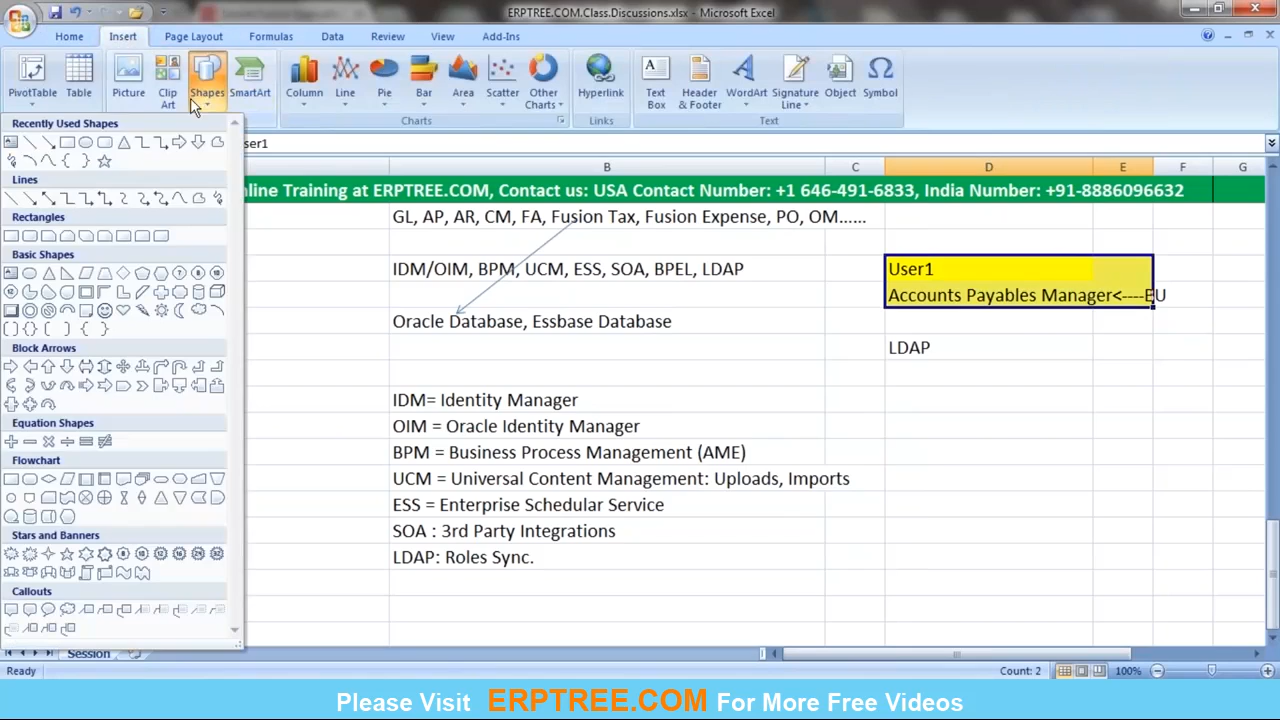 ERPTREE.COM.Class.Discussions.xlsx - Microsoft Excel
Home Insert Page Layout Formulas Data Review View Add-Ins
PivotTable Table Picture Clip Art Shapes SmartArt Column Line Pie Bar Area Scatter Other Charts Hyperlink Text Box Header & Footer WordArt Signature Line Object Symbol
Charts Links Text
Recently Used Shapes
ser1
Lines
Rectangles
Basic Shapes
Block Arrows
Equation Shapes
Flowchart
Stars and Banners
Callouts
B C D E F G
nline Training at ERPTREE.COM, Contact us: USA Contact Number: +1 646-491-6833, India Number: +91-8886096632
GL, AP, AR, CM, FA, Fusion Tax, Fusion Expense, PO, OM......
IDM/OIM, BPM, UCM, ESS, SOA, BPEL, LDAP User1
Accounts Payables Manager<----EU
Oracle Database, Essbase Database
LDAP
IDM= Identity Manager
OIM = Oracle Identity Manager
BPM = Business Process Management (AME)
UCM = Universal Content Management: Uploads, Imports
ESS = Enterprise Schedular Service
SOA : 3rd Party Integrations
LDAP: Roles Sync.
Session
Ready Count: 2 100%
Please Visit ERPTREE.COM For More Free Videos